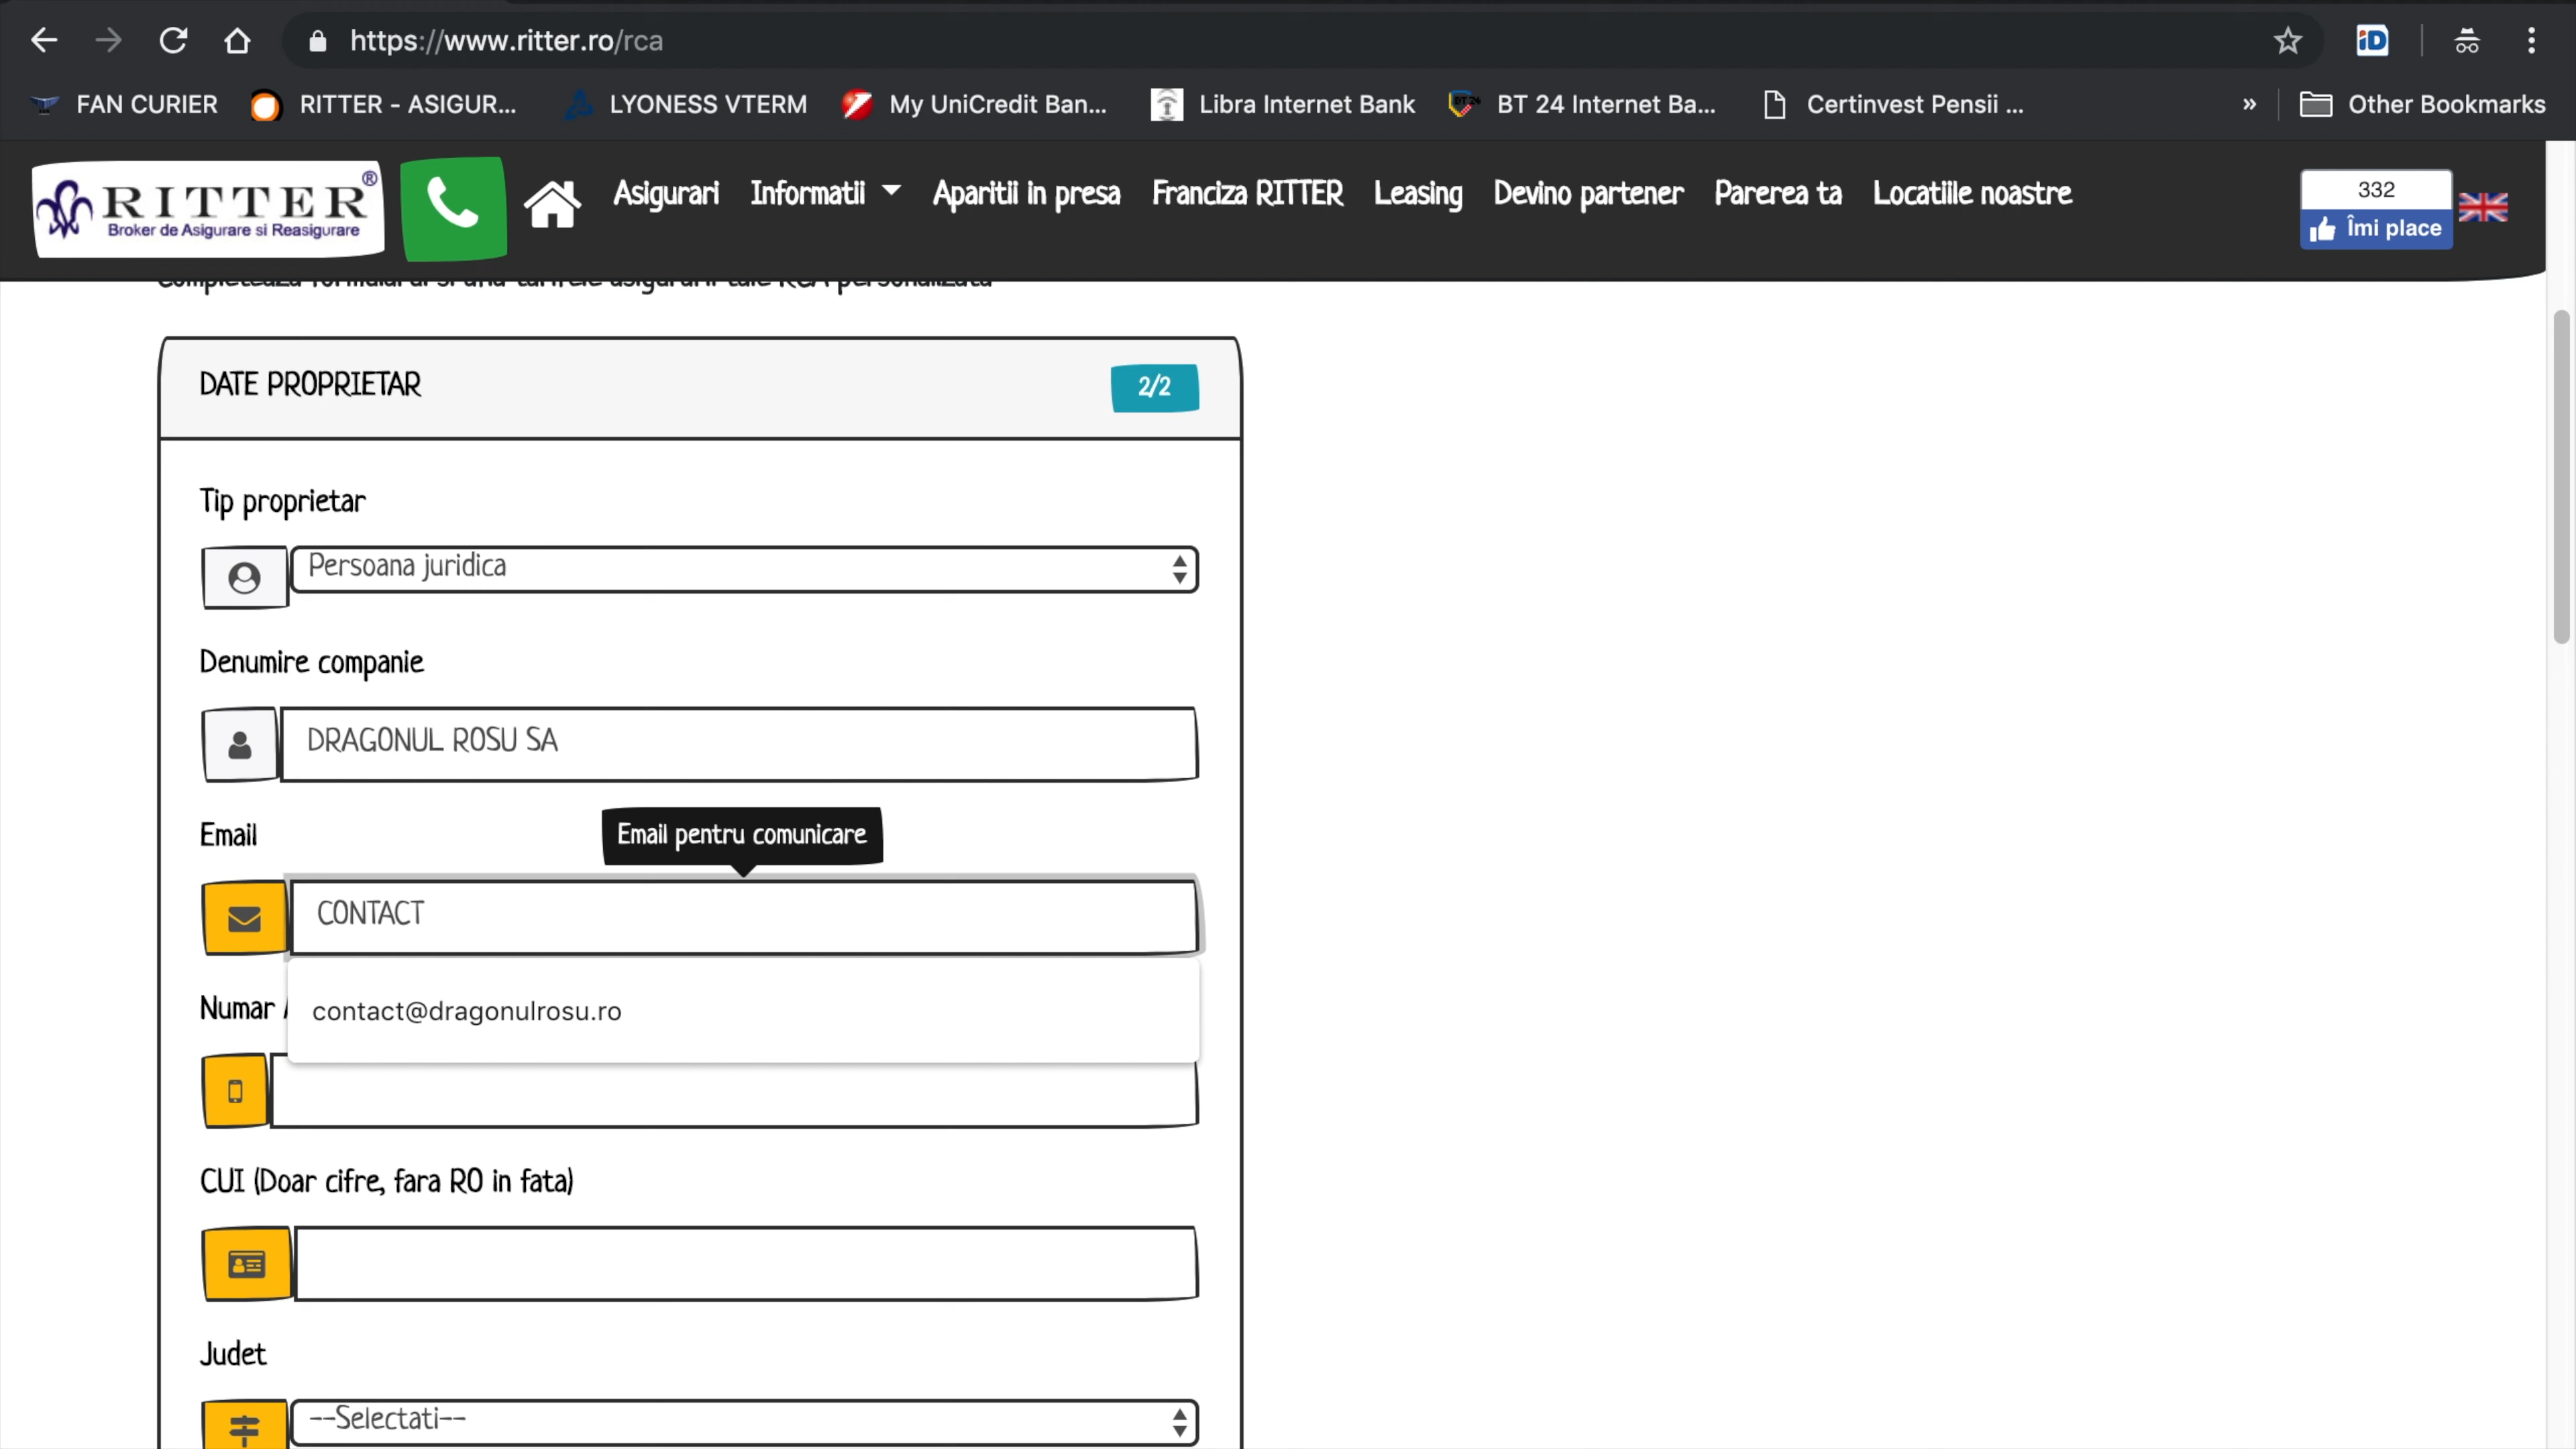 https://www.ritter.ro/rca
FAN CURIER
RITTER - ASIGUR...
LYONESS VTERM
My UniCredit Ban...
Libra Internet Bank
BT 24 Internet Ba...
Certinvest Pensii ...
»
Other Bookmarks
RITTER®
Broker de Asigurare si Reasigurare
Asigurari
Informatii
Aparitii in presa
Franciza RITTER
Leasing
Devino partener
Parerea ta
Locatiile noastre
332
Îmi place
DATE PROPRIETAR
2/2
Tip proprietar
Persoana juridica
Denumire companie
DRAGONUL ROSU SA
Email
Email pentru comunicare
CONTACT
contact@dragonulrosu.ro
Numar
CUI (Doar cifre, fara RO in fata)
Judet
--Selectati--